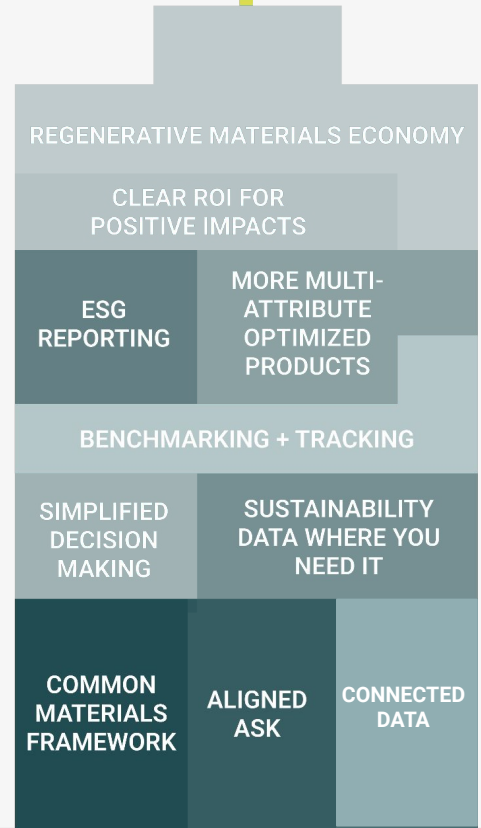 REGENERATIVE MATERIALS ECONOMY
CLEAR ROI FOR
POSITIVE IMPACTS
ESG
REPORTING
MORE MULTI-
ATTRIBUTE
OPTIMIZED
PRODUCTS
BENCHMARKING + TRACKING
SIMPLIFIED
DECISION
MAKING
SUSTAINABILITY
DATA WHERE YOU
NEED IT
COMMON
MATERIALS
FRAMEWORK
ALIGNED
ASK
CONNECTED
DATA